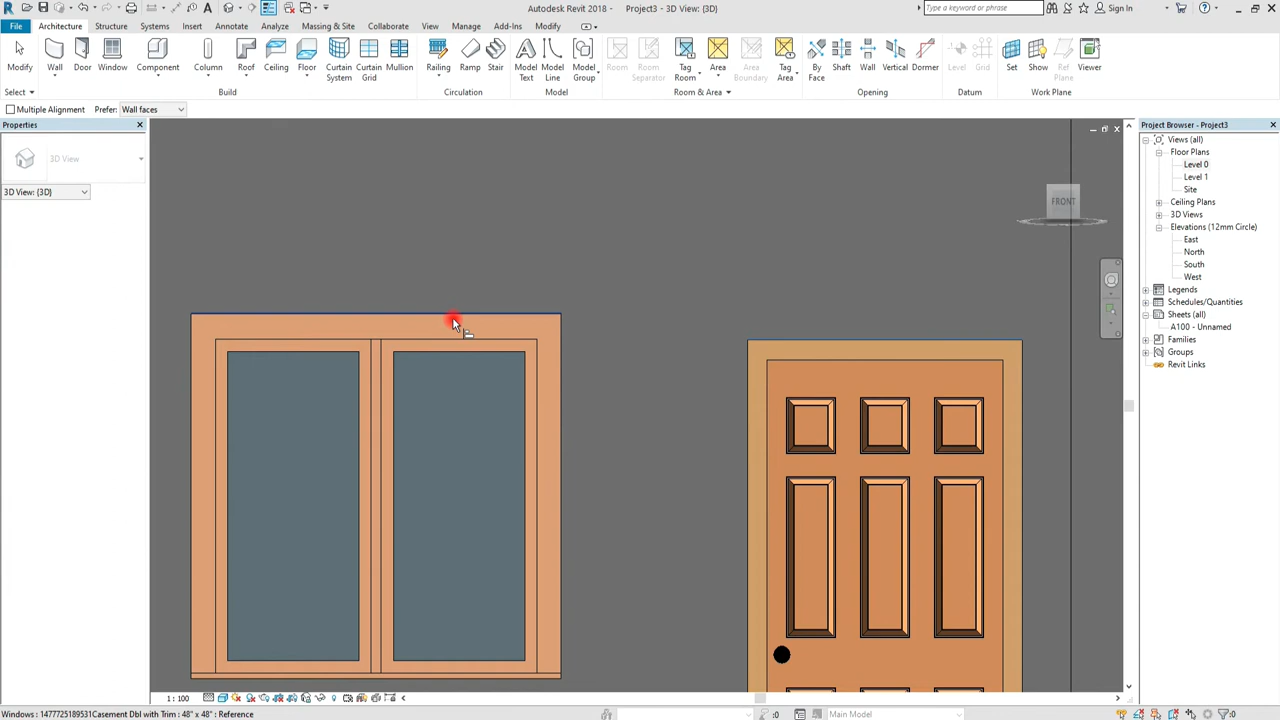 Autodesk Revit 2018 - Project3 - 3D View: {3D}
Type a keyword or phrase
Sign In
File Architecture Structure Systems Insert Annotate Analyze Massing & Site Collaborate View Manage Add-Ins Modify
Modify Wall Door Window Component Column Roof Ceiling Floor Curtain System Curtain Grid Mullion Railing Ramp Stair Model Text Model Line Model Group Room Room Separator Tag Room Area Area Boundary Tag Area By Face Shaft Wall Vertical Dormer Level Grid Set Show Ref Plane Viewer
Select Build Circulation Model Room & Area Opening Datum Work Plane
Multiple Alignment Prefer: Wall faces
Properties
3D View
3D View: {3D}
FRONT
Project Browser - Project3
Views (all)
Floor Plans
Level 0
Level 1
Site
Ceiling Plans
3D Views
Elevations (12mm Circle)
East
North
South
West
Legends
Schedules/Quantities
Sheets (all)
A100 - Unnamed
Families
Groups
Revit Links
1 : 100
Windows : 1477725189531Casement Dbl with Trim : 48" x 48" : Reference
:0
Main Model
:0